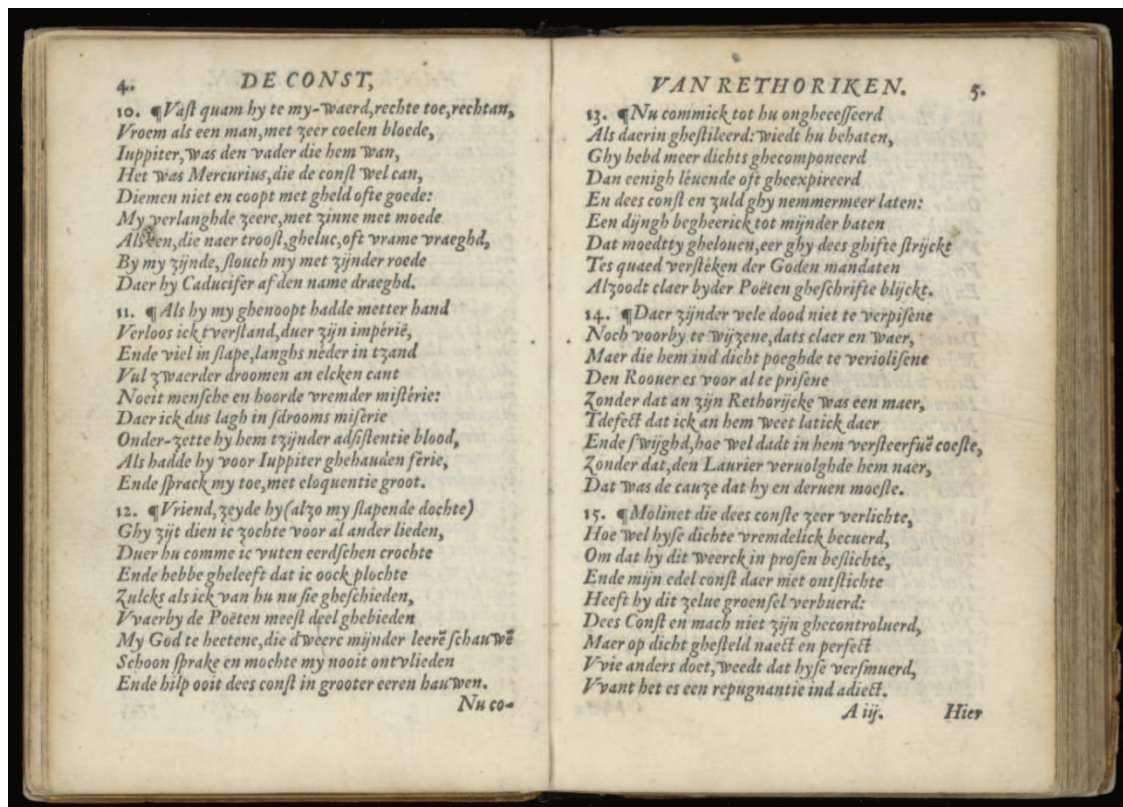 4. DE CONST,
10. ¶Vaſt quam hy te my-waerd,rechte toe,rechtan,
Vroem als een man,met zeer coelen bloede,
Iuppiter,was den vader die hem wan,
Het was Mercurius,die de conſt wel can,
Diemen niet en coopt met gheld ofte goede:
My verlanghde zeere,met zinne met moede
Als een,die naer trooſt,gheluc,oft vrame vraeghd,
By my zijnde,ſlouch my met zijnder roede
Daer hy Caducifer af den name draeghd.
11. ¶Als hy my ghenoopt hadde metter hand
Verloos ick tverſtand,duer zijn impérië,
Ende viel in ſlape,langhs néder in tzand
Vul zwaerder droomen an elcken cant
Noeit menſche en hoorde vremder miſtérie:
Daer ick dus lagh in ſdrooms miſerie
Onder-zette hy hem tzijnder adſiſtentie blood,
Als hadde hy voor Iuppiter ghehauden férie,
Ende ſprack my toe,met eloquentie groot.
12. ¶Vriend,zeyde hy(alzo my ſlapende dochte)
Ghy zijt dien ic zochte voor al ander lieden,
Duer hu comme ic vuten eerdſchen crochte
Ende hebbe gheleeft dat ic oock plochte
Zulcks als ick van hu nu ſie gheſchieden,
Vvaerby de Poëten meeſt deel ghebieden
My God te heetene,die dweerc mijnder leerē ſchauwē
Schoon ſprake en mochte my nooit ontvlieden
Ende hilp ooit dees conſt in grooter eeren hauwen.
Nu co-
VAN RETHORIKEN. 5.
13. ¶Nu commick tot hu ongheceſſeerd
Als daerin gheſtileerd:wiedt hu behaten,
Ghy hebd meer dichts ghecomponeerd
Dan eenigh léuende oft gheexpireerd
En dees conſt en zuld ghy nemmermeer laten:
Een dijngh begheerick tot mijnder baten
Dat moedtty ghelouen,eer ghy dees ghifte ſtrijckt
Tes quaed verſtéken der Goden mandaten
Alzoodt claer byder Poëten gheſchrifte blijckt.
14. ¶Daer zijnder vele dood niet te verpiſene
Noch voorby te wijzene,dats claer en waer,
Maer die hem ind dicht poeghde te verioliſene
Den Roouer es voor al te priſene
Zonder dat an zijn Rethorijcke was een maer,
Tdefect dat ick an hem weet latick daer
Ende ſwijghd,hoe wel dadt in hem verſteerfuē coeſte,
Zonder dat,den Laurier veruolghde hem naer,
Dat was de cauze dat hy en deruen moeſte.
15. ¶Molinet die dees conſte zeer verlichte,
Hoe wel hyſe dichte vremdelick becuerd,
Om dat hy dit weerck in proſen beſlichte,
Ende mijn edel conſt daer niet ontſtichte
Heeft hy dit zelue groenſel verbuerd:
Dees Conſt en mach niet zijn ghecontroluerd,
Maer op dicht gheſteld naect en perfect
Vvie anders doet,weedt dat hyſe verſmuerd,
Vvant het es een repugnantie ind adiect.
A iij. Hier